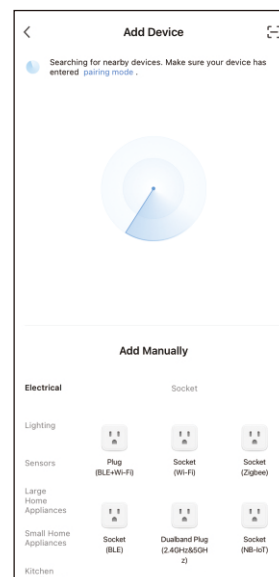 Add Device
Searching for nearby devices. Make sure your device has
entered pairing mode .
Add Manually
Electrical
Socket
Lighting
Sensors
Large
Home
Appliances
Small Home
Appliances
Kitchen
Plug
(BLE+Wi-Fi)
Socket
(Wi-Fi)
Socket
(Zigbee)
Socket
(BLE)
Dualband Plug
(2.4GHz&5GH
z)
Socket
(NB-IoT)